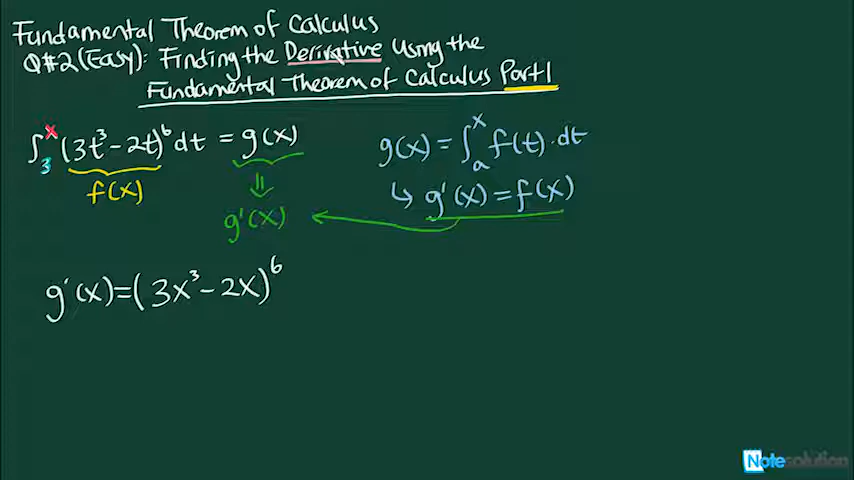 Fundamental Theorem of Calculus
Q#2 (Easy): Finding the Derivative Using the
Fundamental Theorem of Calculus Part 1
∫₃ˣ (3t³ - 2t)⁶ dt = g(x)
f(x)
g'(x)
g(x) = ∫ₐˣ f(t) · dt
↳ g'(x) = f(x)
g'(x) = (3x³ - 2x)⁶
Notesolution